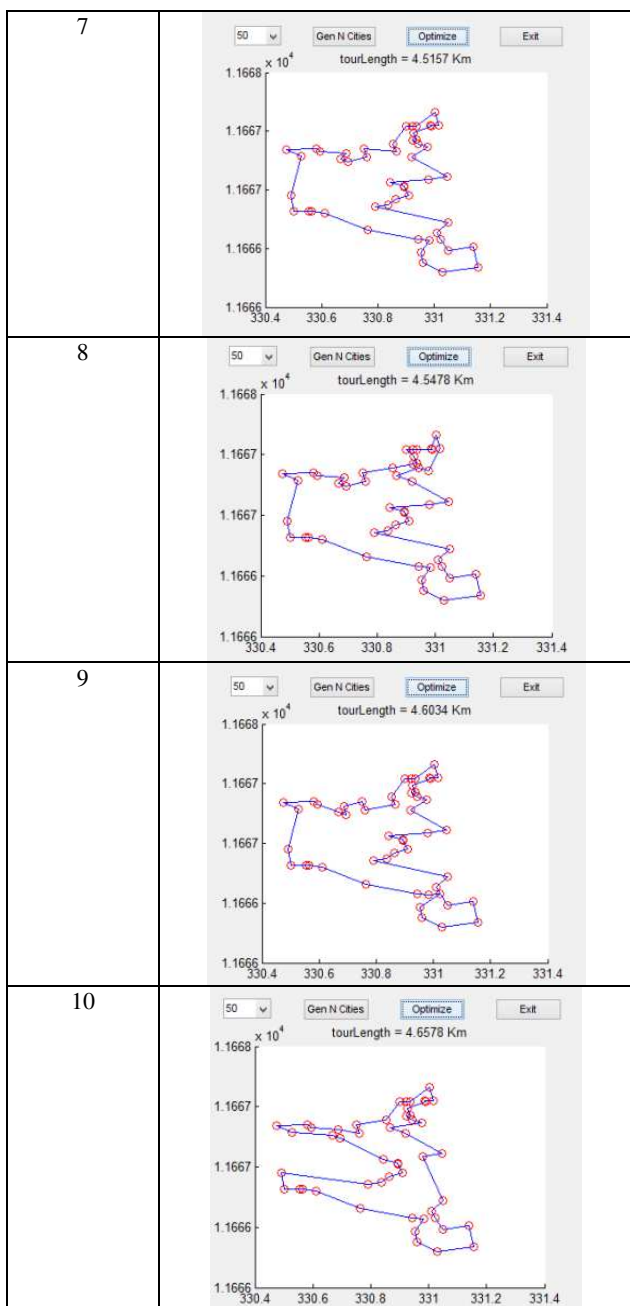 7
50 Gen N Cities Optimize Exit
x 10^4 tourLength = 4.5157 Km
1.1668
1.1667
1.1667
1.1666
1.1666
330.4 330.6 330.8 331 331.2 331.4
8
50 Gen N Cities Optimize Exit
x 10^4 tourLength = 4.5478 Km
1.1668
1.1667
1.1667
1.1666
1.1666
330.4 330.6 330.8 331 331.2 331.4
9
50 Gen N Cities Optimize Exit
x 10^4 tourLength = 4.6034 Km
1.1668
1.1667
1.1667
1.1666
1.1666
330.4 330.6 330.8 331 331.2 331.4
10
50 Gen N Cities Optimize Exit
x 10^4 tourLength = 4.6578 Km
1.1668
1.1667
1.1667
1.1666
1.1666
330.4 330.6 330.8 331 331.2 331.4